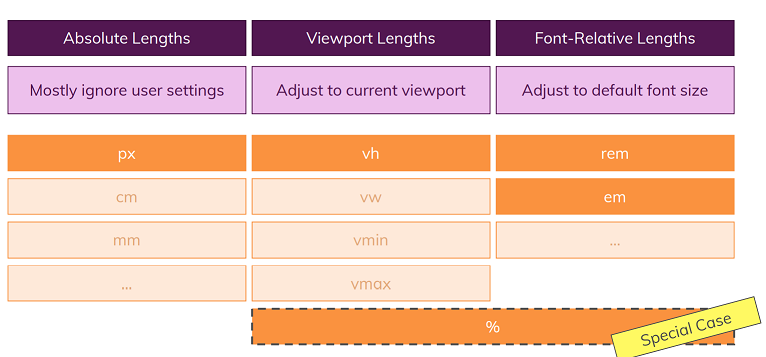 Absolute Lengths
Viewport Lengths
Font-Relative Lengths
Mostly ignore user settings
Adjust to current viewport
Adjust to default font size
px
vh
rem
cm
vw
em
mm
vmin
...
...
vmax
%
Special Case